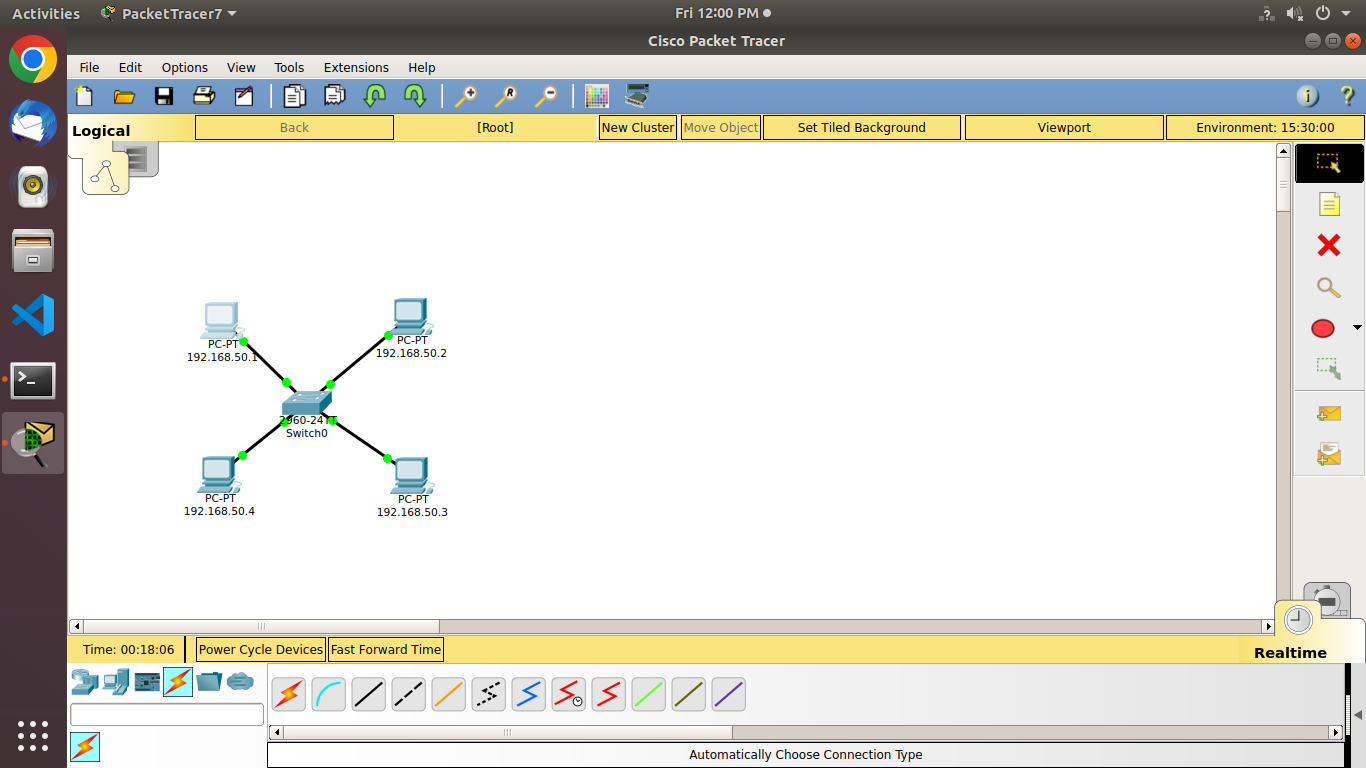 Activities PacketTracer7 Fri 12:00 PM
Cisco Packet Tracer
File Edit Options View Tools Extensions Help
Logical Back [Root] New Cluster Move Object Set Tiled Background Viewport Environment: 15:30:00
PC-PT
192.168.50.1
PC-PT
192.168.50.2
2960-24TT
Switch0
PC-PT
192.168.50.4
PC-PT
192.168.50.3
Time: 00:18:06 Power Cycle Devices Fast Forward Time Realtime
Automatically Choose Connection Type